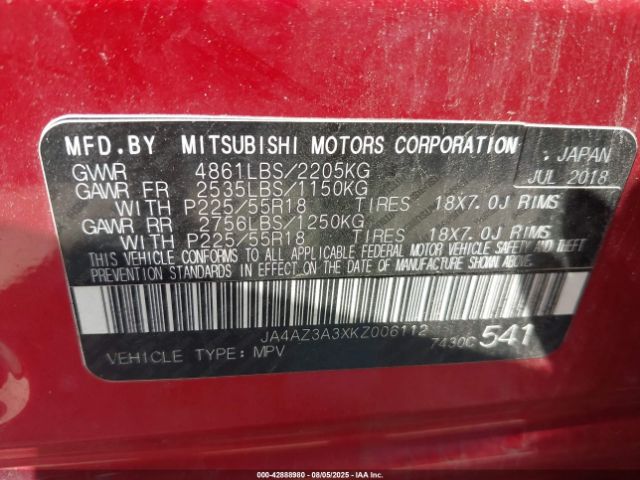 MFD.BY MITSUBISHI MOTORS CORPORATION : JAPAN
GVWR 4861LBS/2205KG JUL 2018
GAWR FR 2535LBS/1150KG
WITH P225/55R18 TIRES 18X7.0J RIMS
GAWR RR 2756LBS/1250KG
WITH P225/55R18 TIRES 18X7.0J RIMS
THIS VEHICLE CONFORMS TO ALL APPLICABLE FEDERAL MOTOR VEHICLE SAFETY AND THEFT
PREVENTION STANDARDS IN EFFECT ON THE DATE OF MANUFACTURE SHOWN ABOVE.
JA4AZ3A3XKZ006112
VEHICLE TYPE:MPV 7430C 541
000-42888980 - 08/05/2025 - IAAI.COM